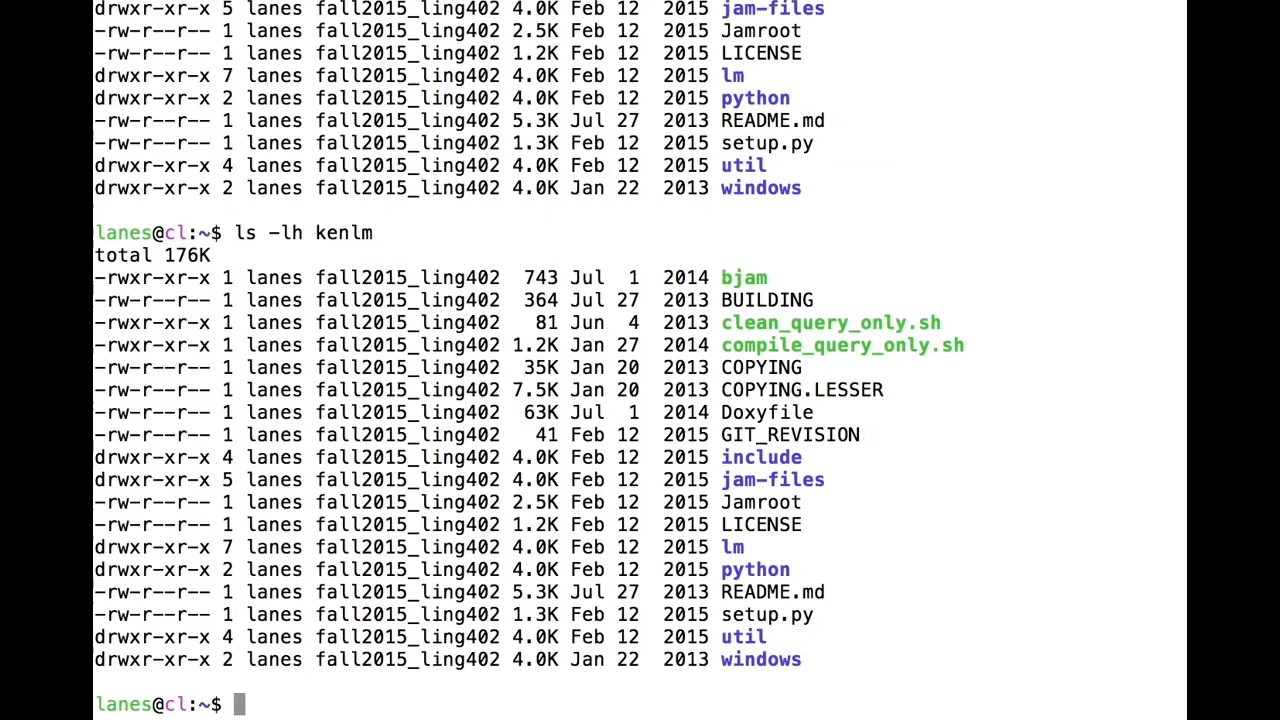 drwxr-xr-x 5 lanes fall2015_ling402 4.0K Feb 12  2015 jam-files
-rw-r--r-- 1 lanes fall2015_ling402 2.5K Feb 12  2015 Jamroot
-rw-r--r-- 1 lanes fall2015_ling402 1.2K Feb 12  2015 LICENSE
drwxr-xr-x 7 lanes fall2015_ling402 4.0K Feb 12  2015 lm
drwxr-xr-x 2 lanes fall2015_ling402 4.0K Feb 12  2015 python
-rw-r--r-- 1 lanes fall2015_ling402 5.3K Jul 27  2013 README.md
-rw-r--r-- 1 lanes fall2015_ling402 1.3K Feb 12  2015 setup.py
drwxr-xr-x 4 lanes fall2015_ling402 4.0K Feb 12  2015 util
drwxr-xr-x 2 lanes fall2015_ling402 4.0K Jan 22  2013 windows
lanes@cl:~$ ls -lh kenlm
total 176K
-rwxr-xr-x 1 lanes fall2015_ling402  743 Jul  1  2014 bjam
-rw-r--r-- 1 lanes fall2015_ling402  364 Jul 27  2013 BUILDING
-rwxr-xr-x 1 lanes fall2015_ling402   81 Jun  4  2013 clean_query_only.sh
-rwxr-xr-x 1 lanes fall2015_ling402 1.2K Jan 27  2014 compile_query_only.sh
-rw-r--r-- 1 lanes fall2015_ling402  35K Jan 20  2013 COPYING
-rw-r--r-- 1 lanes fall2015_ling402 7.5K Jan 20  2013 COPYING.LESSER
-rw-r--r-- 1 lanes fall2015_ling402  63K Jul  1  2014 Doxyfile
-rw-r--r-- 1 lanes fall2015_ling402   41 Feb 12  2015 GIT_REVISION
drwxr-xr-x 4 lanes fall2015_ling402 4.0K Feb 12  2015 include
drwxr-xr-x 5 lanes fall2015_ling402 4.0K Feb 12  2015 jam-files
-rw-r--r-- 1 lanes fall2015_ling402 2.5K Feb 12  2015 Jamroot
-rw-r--r-- 1 lanes fall2015_ling402 1.2K Feb 12  2015 LICENSE
drwxr-xr-x 7 lanes fall2015_ling402 4.0K Feb 12  2015 lm
drwxr-xr-x 2 lanes fall2015_ling402 4.0K Feb 12  2015 python
-rw-r--r-- 1 lanes fall2015_ling402 5.3K Jul 27  2013 README.md
-rw-r--r-- 1 lanes fall2015_ling402 1.3K Feb 12  2015 setup.py
drwxr-xr-x 4 lanes fall2015_ling402 4.0K Feb 12  2015 util
drwxr-xr-x 2 lanes fall2015_ling402 4.0K Jan 22  2013 windows
lanes@cl:~$